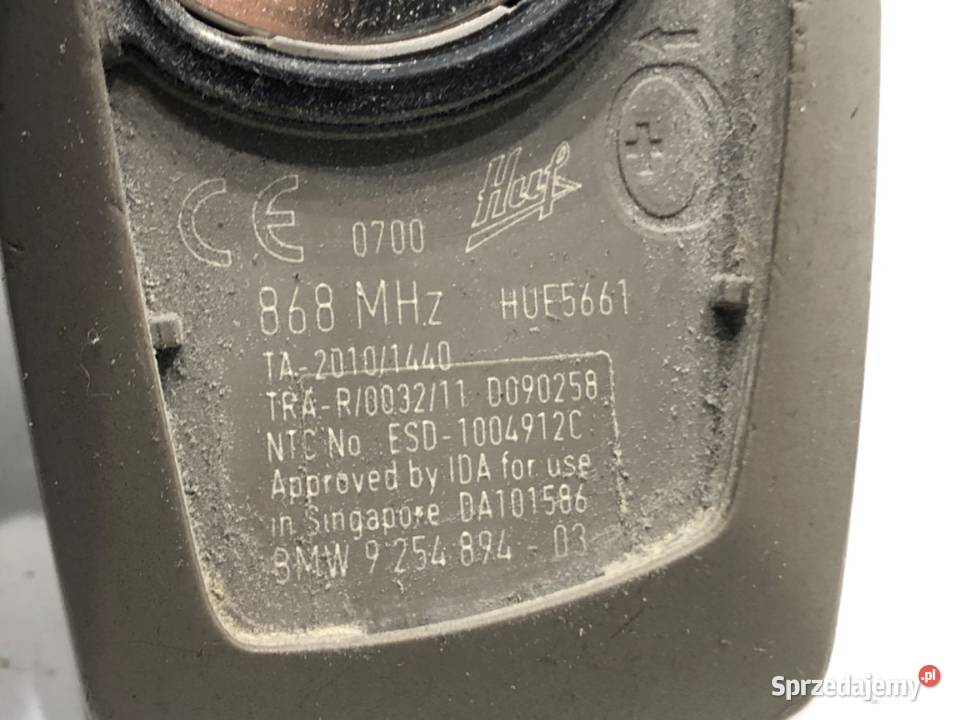 Huf
CE 0700
868 MHz HUF5661
TA-2010/1440
TRA-R/0032/11 D090258
NTC No ESD-1004912C
Approved by IDA for use
in Singapore DA101586
BMW 9 254 894 - 03
Sprzedajemy.pl